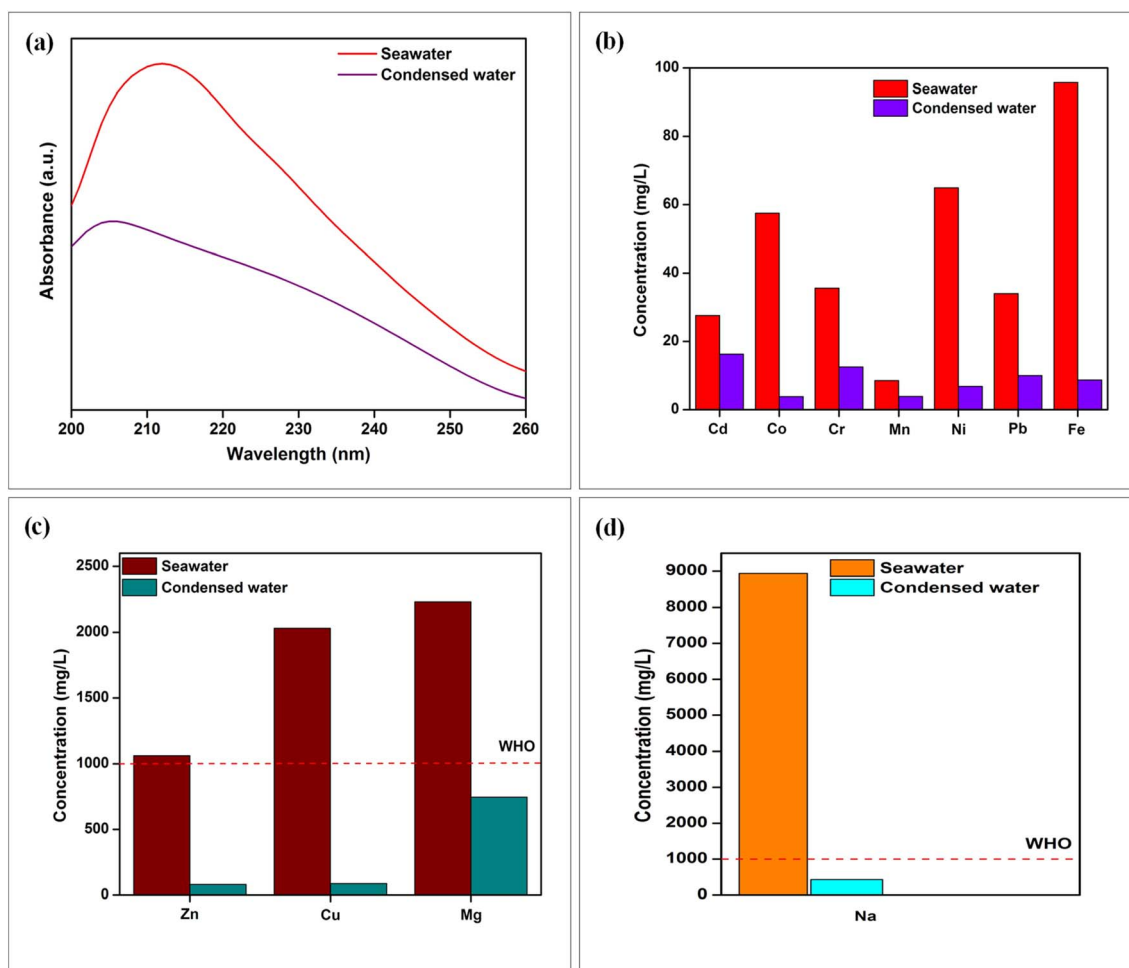 (a)
Seawater
Condensed water
Absorbance (a.u.)
200 210 220 230 240 250 260
Wavelength (nm)
(b)
Seawater
Condensed water
Concentration (mg/L)
100
80
60
40
20
0
Cd Co Cr Mn Ni Pb Fe
(c)
Seawater
Condensed water
Concentration (mg/L)
2500
2000
1500
1000
500
0
WHO
Zn Cu Mg
(d)
Seawater
Condensed water
Concentration (mg/L)
9000
8000
7000
6000
5000
4000
3000
2000
1000
0
WHO
Na